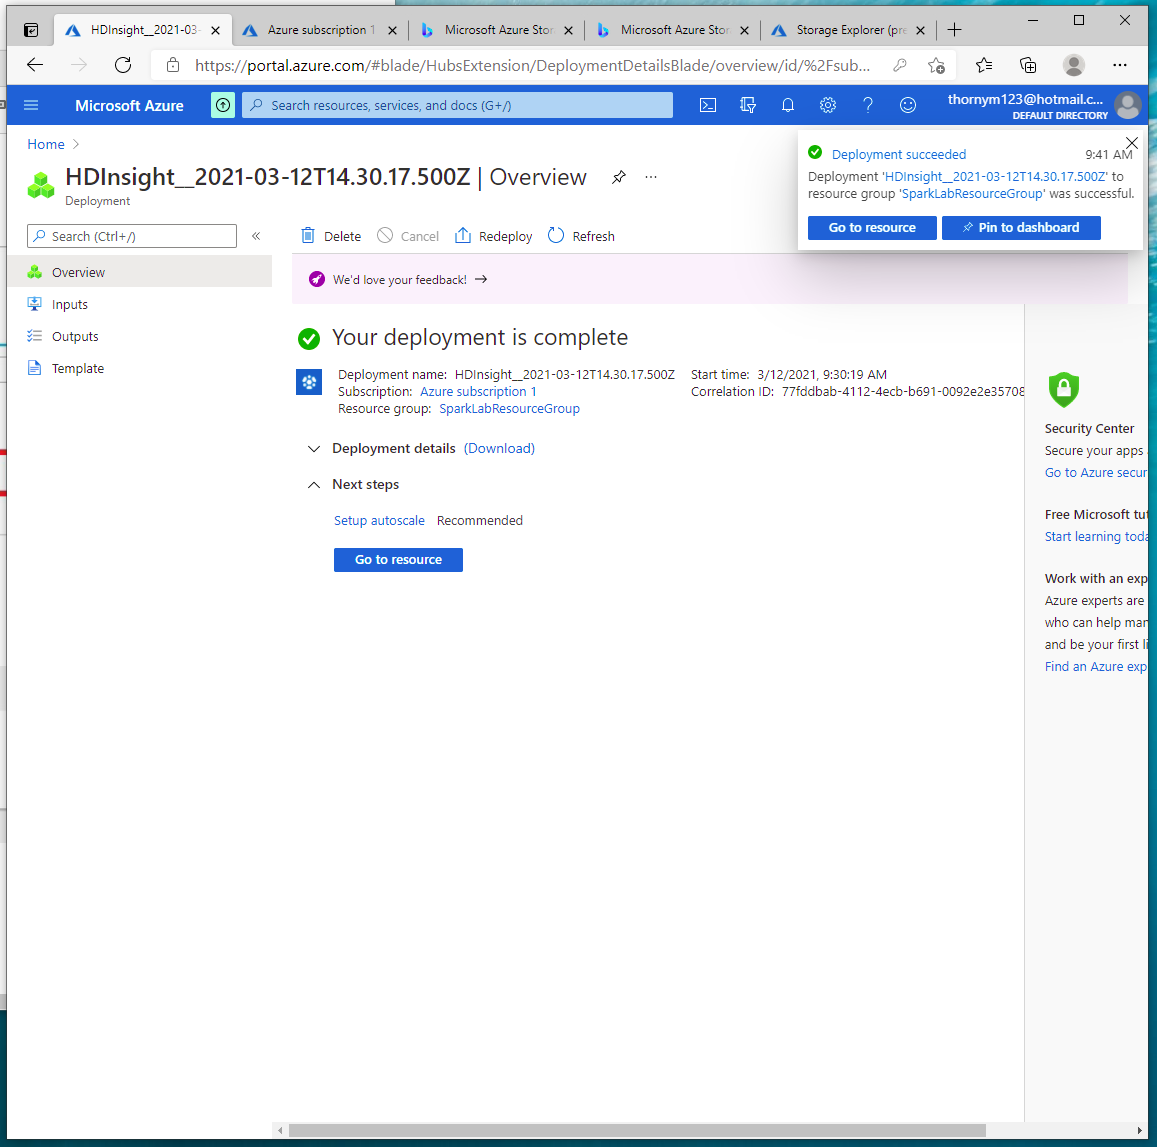 HDInsight__2021-03-
Azure subscription 1
Microsoft Azure Stor
Microsoft Azure Stor
Storage Explorer (pre
https://portal.azure.com/#blade/HubsExtension/DeploymentDetailsBlade/overview/id/%2Fsub...
Microsoft Azure
Search resources, services, and docs (G+/)
thornym123@hotmail.c...
DEFAULT DIRECTORY
Home
HDInsight__2021-03-12T14.30.17.500Z | Overview
Deployment
Deployment succeeded
9:41 AM
Deployment 'HDInsight__2021-03-12T14.30.17.500Z' to
resource group 'SparkLabResourceGroup' was successful.
Go to resource
Pin to dashboard
Search (Ctrl+/)
Delete
Cancel
Redeploy
Refresh
Overview
Inputs
Outputs
Template
We'd love your feedback!
Your deployment is complete
Deployment name: HDInsight__2021-03-12T14.30.17.500Z
Subscription: Azure subscription 1
Resource group: SparkLabResourceGroup
Start time: 3/12/2021, 9:30:19 AM
Correlation ID: 77fddbab-4112-4ecb-b691-0092e2e35708
Deployment details (Download)
Next steps
Setup autoscale Recommended
Go to resource
Security Center
Secure your apps
Go to Azure secur
Free Microsoft tut
Start learning toda
Work with an exp
Azure experts are
who can help man
and be your first li
Find an Azure exp